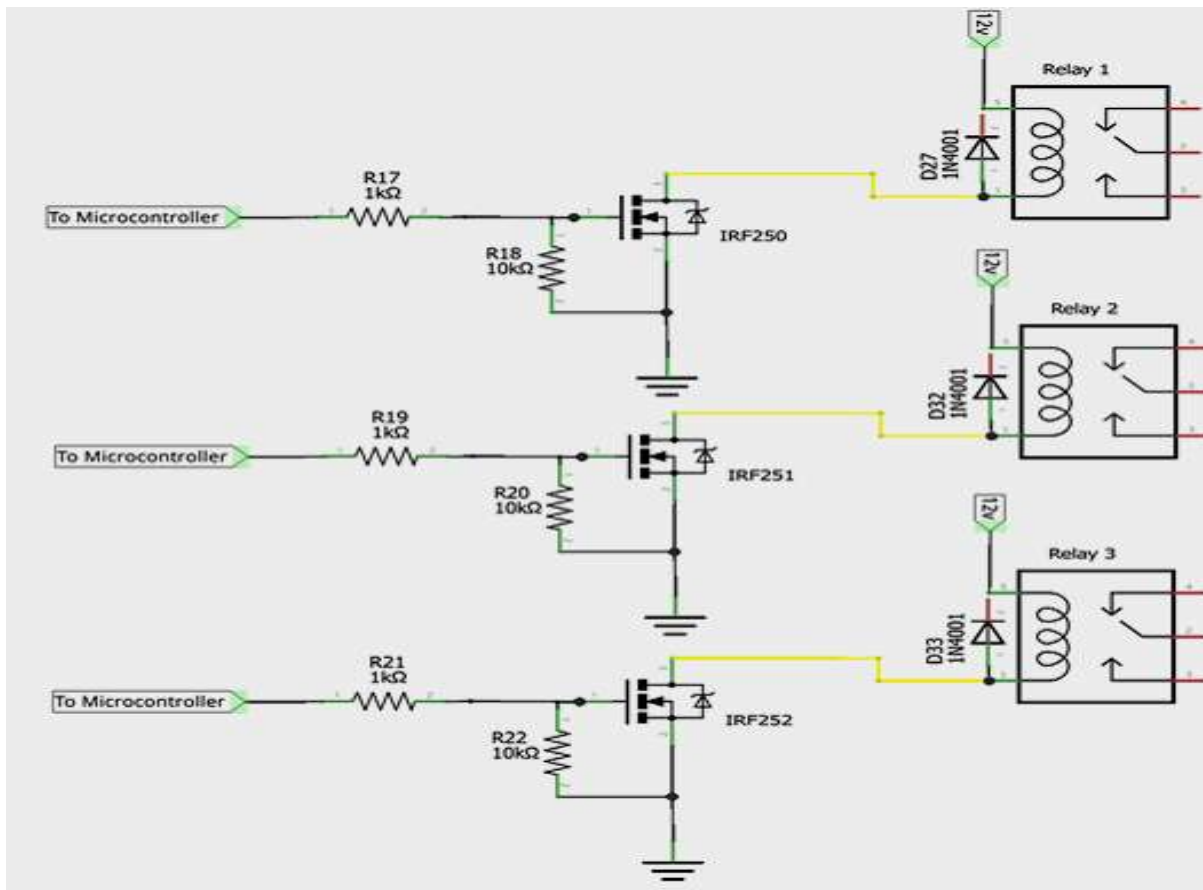 12v
Relay 1
D27
1N4001
R17
1kΩ
To Microcontroller
IRF250
R18
10kΩ
12v
Relay 2
D32
1N4001
R19
1kΩ
To Microcontroller
IRF251
R20
10kΩ
12v
Relay 3
D33
1N4001
R21
1kΩ
To Microcontroller
IRF252
R22
10kΩ